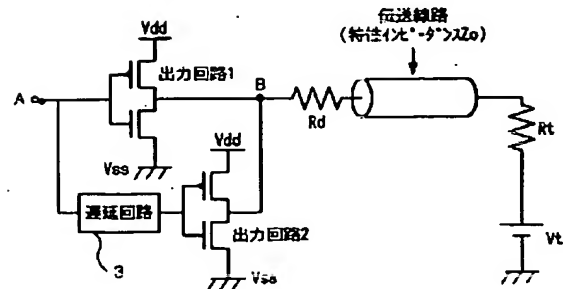 伝送線路
(特性インピーダンスZo)
Vdd
出力回路1
A
B
Rd
Rt
Vss
Vdd
遅延回路
出力回路2
Vt
3
Vss